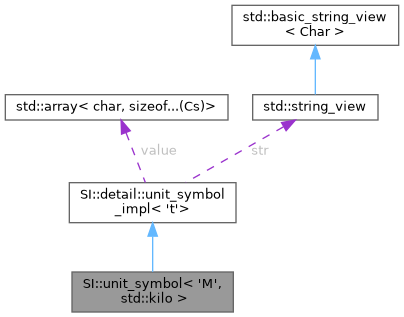 std::basic_string_view
< Char >
std::array< char, sizeof...(Cs)>
std::string_view
value
str
SI::detail::unit_symbol
_impl< 't'>
SI::unit_symbol< 'M',
std::kilo >